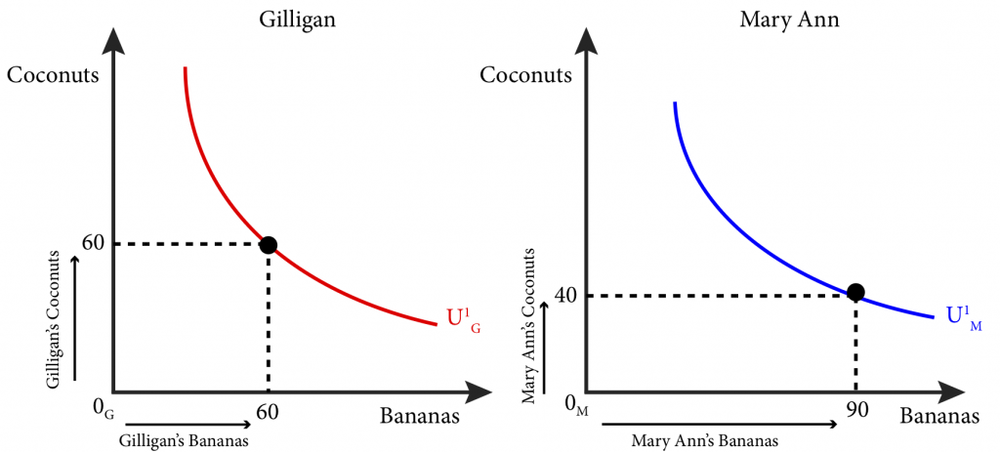 Gilligan
Coconuts
60
Gilligan's Coconuts
U¹G
0G
60
Bananas
Gilligan's Bananas
Mary Ann
Coconuts
40
Mary Ann's Coconuts
U¹M
0M
90
Bananas
Mary Ann's Bananas